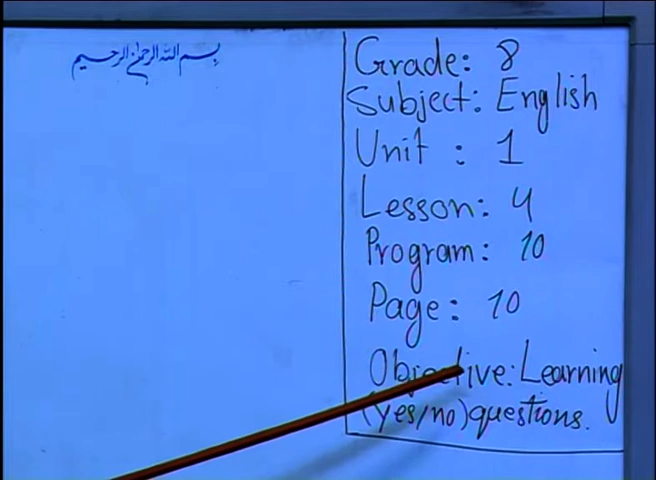 بسم الله الرحمن الرحیم
Grade: 8
Subject: English
Unit : 1
Lesson: 4
Program: 10
Page: 10
Objective: Learning
(yes/no) questions.